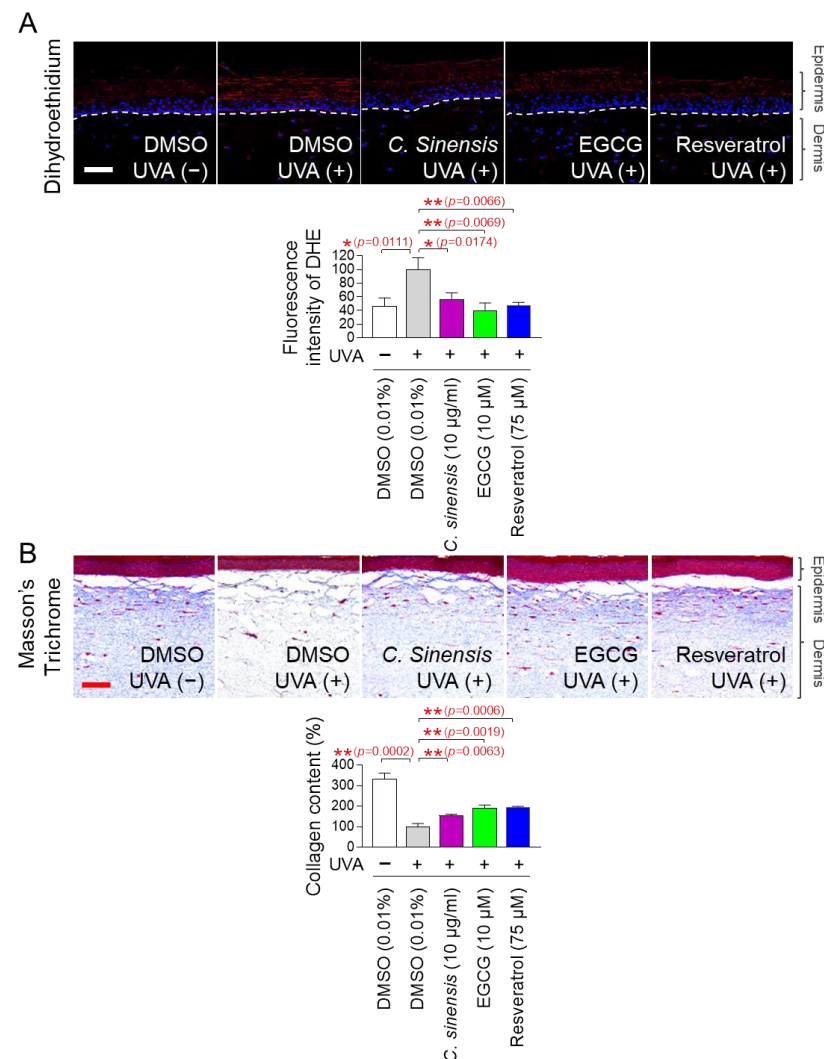 A
Dihydroethidium
DMSO
UVA (−)
DMSO
UVA (+)
C. Sinensis
UVA (+)
EGCG
UVA (+)
Resveratrol
UVA (+)
Epidermis
Dermis
** (p=0.0066)
** (p=0.0069)
* (p=0.0111)
* (p=0.0174)
Fluorescence
intensity of DHE
120
100
80
60
40
20
0
UVA − + + + +
DMSO (0.01%)
DMSO (0.01%)
C. sinensis (10 µg/ml)
EGCG (10 µM)
Resveratrol (75 µM)
B
Masson's
Trichrome
DMSO
UVA (−)
DMSO
UVA (+)
C. Sinensis
UVA (+)
EGCG
UVA (+)
Resveratrol
UVA (+)
Epidermis
Dermis
** (p=0.0006)
** (p=0.0019)
** (p=0.0002)
** (p=0.0063)
Collagen content (%)
400
300
200
100
0
UVA − + + + +
DMSO (0.01%)
DMSO (0.01%)
C. sinensis (10 µg/ml)
EGCG (10 µM)
Resveratrol (75 µM)